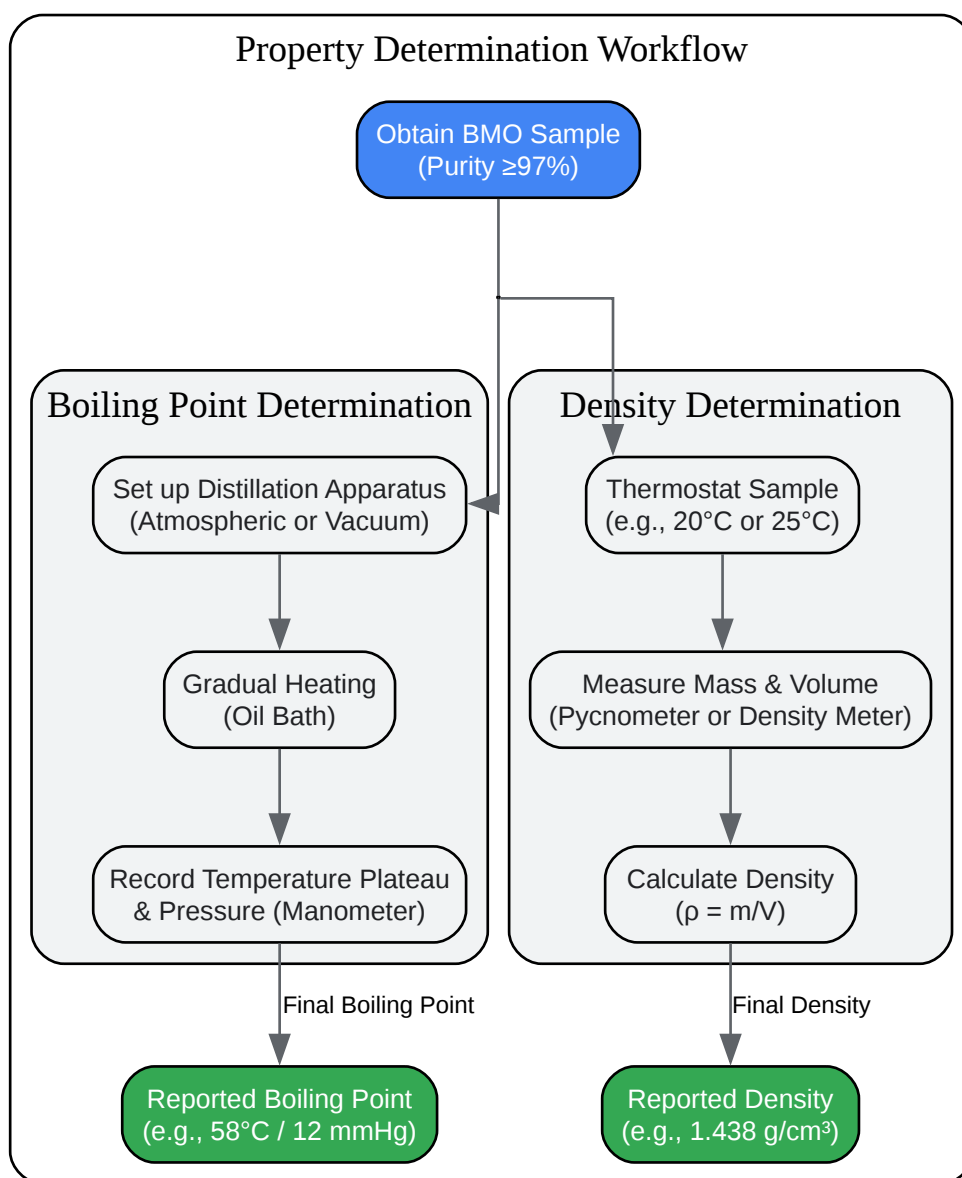 Property Determination Workflow
Obtain BMO Sample
(Purity ≥97%)
Boiling Point Determination
Set up Distillation Apparatus
(Atmospheric or Vacuum)
Gradual Heating
(Oil Bath)
Record Temperature Plateau
& Pressure (Manometer)
Final Boiling Point
Reported Boiling Point
(e.g., 58°C / 12 mmHg)
Density Determination
Thermostat Sample
(e.g., 20°C or 25°C)
Measure Mass & Volume
(Pycnometer or Density Meter)
Calculate Density
(ρ = m/V)
Final Density
Reported Density
(e.g., 1.438 g/cm³)